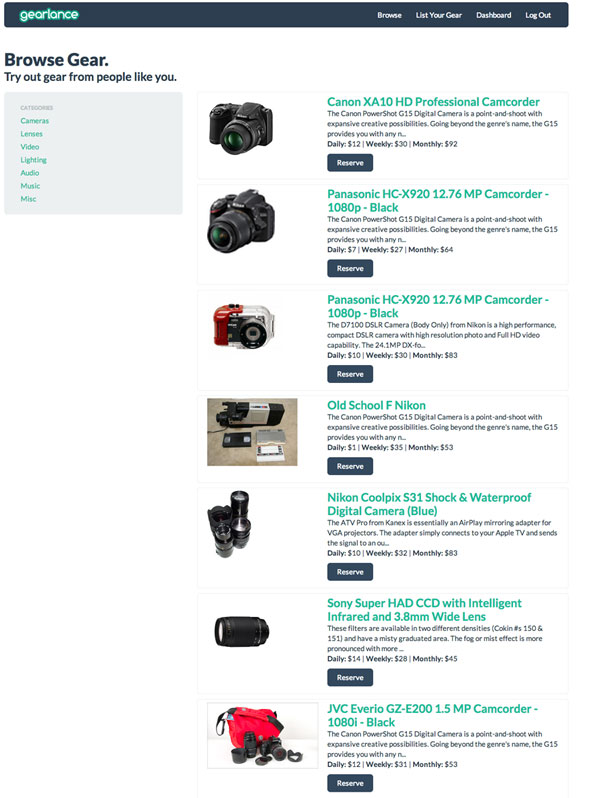 gearlance
Browse List Your Gear Dashboard Log Out
Browse Gear.
Try out gear from people like you.
CATEGORIES
Cameras
Lenses
Video
Lighting
Audio
Music
Misc
Canon XA10 HD Professional Camcorder
The Canon PowerShot G15 Digital Camera is a point-and-shoot with
expansive creative possibilities. Going beyond the genre's name, the G15
provides you with any n...
Daily: $12 | Weekly: $30 | Monthly: $92
Reserve
Panasonic HC-X920 12.76 MP Camcorder -
1080p - Black
The Canon PowerShot G15 Digital Camera is a point-and-shoot with
expansive creative possibilities. Going beyond the genre's name, the G15
provides you with any n...
Daily: $7 | Weekly: $27 | Monthly: $64
Reserve
Panasonic HC-X920 12.76 MP Camcorder -
1080p - Black
The D7100 DSLR Camera (Body Only) from Nikon is a high performance,
compact DSLR camera with high resolution photo and Full HD video
capability. The 24.1MP DX-fo...
Daily: $10 | Weekly: $30 | Monthly: $83
Reserve
Old School F Nikon
The Canon PowerShot G15 Digital Camera is a point-and-shoot with
expansive creative possibilities. Going beyond the genre's name, the G15
provides you with any n...
Daily: $1 | Weekly: $35 | Monthly: $53
Reserve
Nikon Coolpix S31 Shock & Waterproof
Digital Camera (Blue)
The ATV Pro from Kanex is essentially an AirPlay mirroring adapter for
VGA projectors. The adapter simply connects to your Apple TV and sends
the signal to an ou...
Daily: $10 | Weekly: $32 | Monthly: $83
Reserve
Sony Super HAD CCD with Intelligent
Infrared and 3.8mm Wide Lens
These filters are available in two different densities (Cokin #s 150 &
151) and have a misty graduated area. The fog or mist effect is more
pronounced with more ...
Daily: $14 | Weekly: $28 | Monthly: $45
Reserve
JVC Everio GZ-E200 1.5 MP Camcorder -
1080i - Black
The Canon PowerShot G15 Digital Camera is a point-and-shoot with
expansive creative possibilities. Going beyond the genre's name, the G15
provides you with any n...
Daily: $12 | Weekly: $31 | Monthly: $53
Reserve